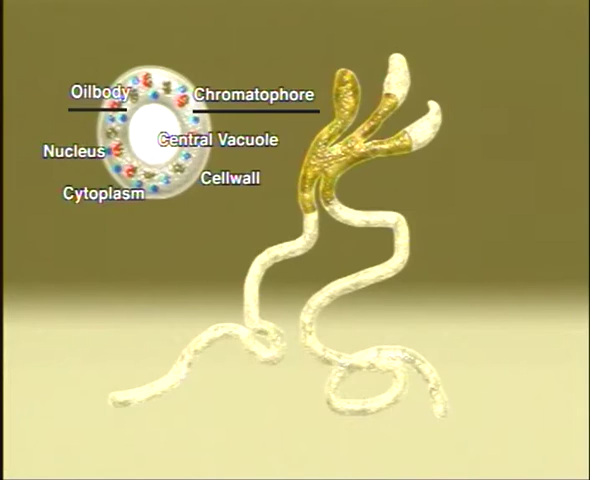 Oilbody
Chromatophore
Central Vacuole
Nucleus
Cellwall
Cytoplasm